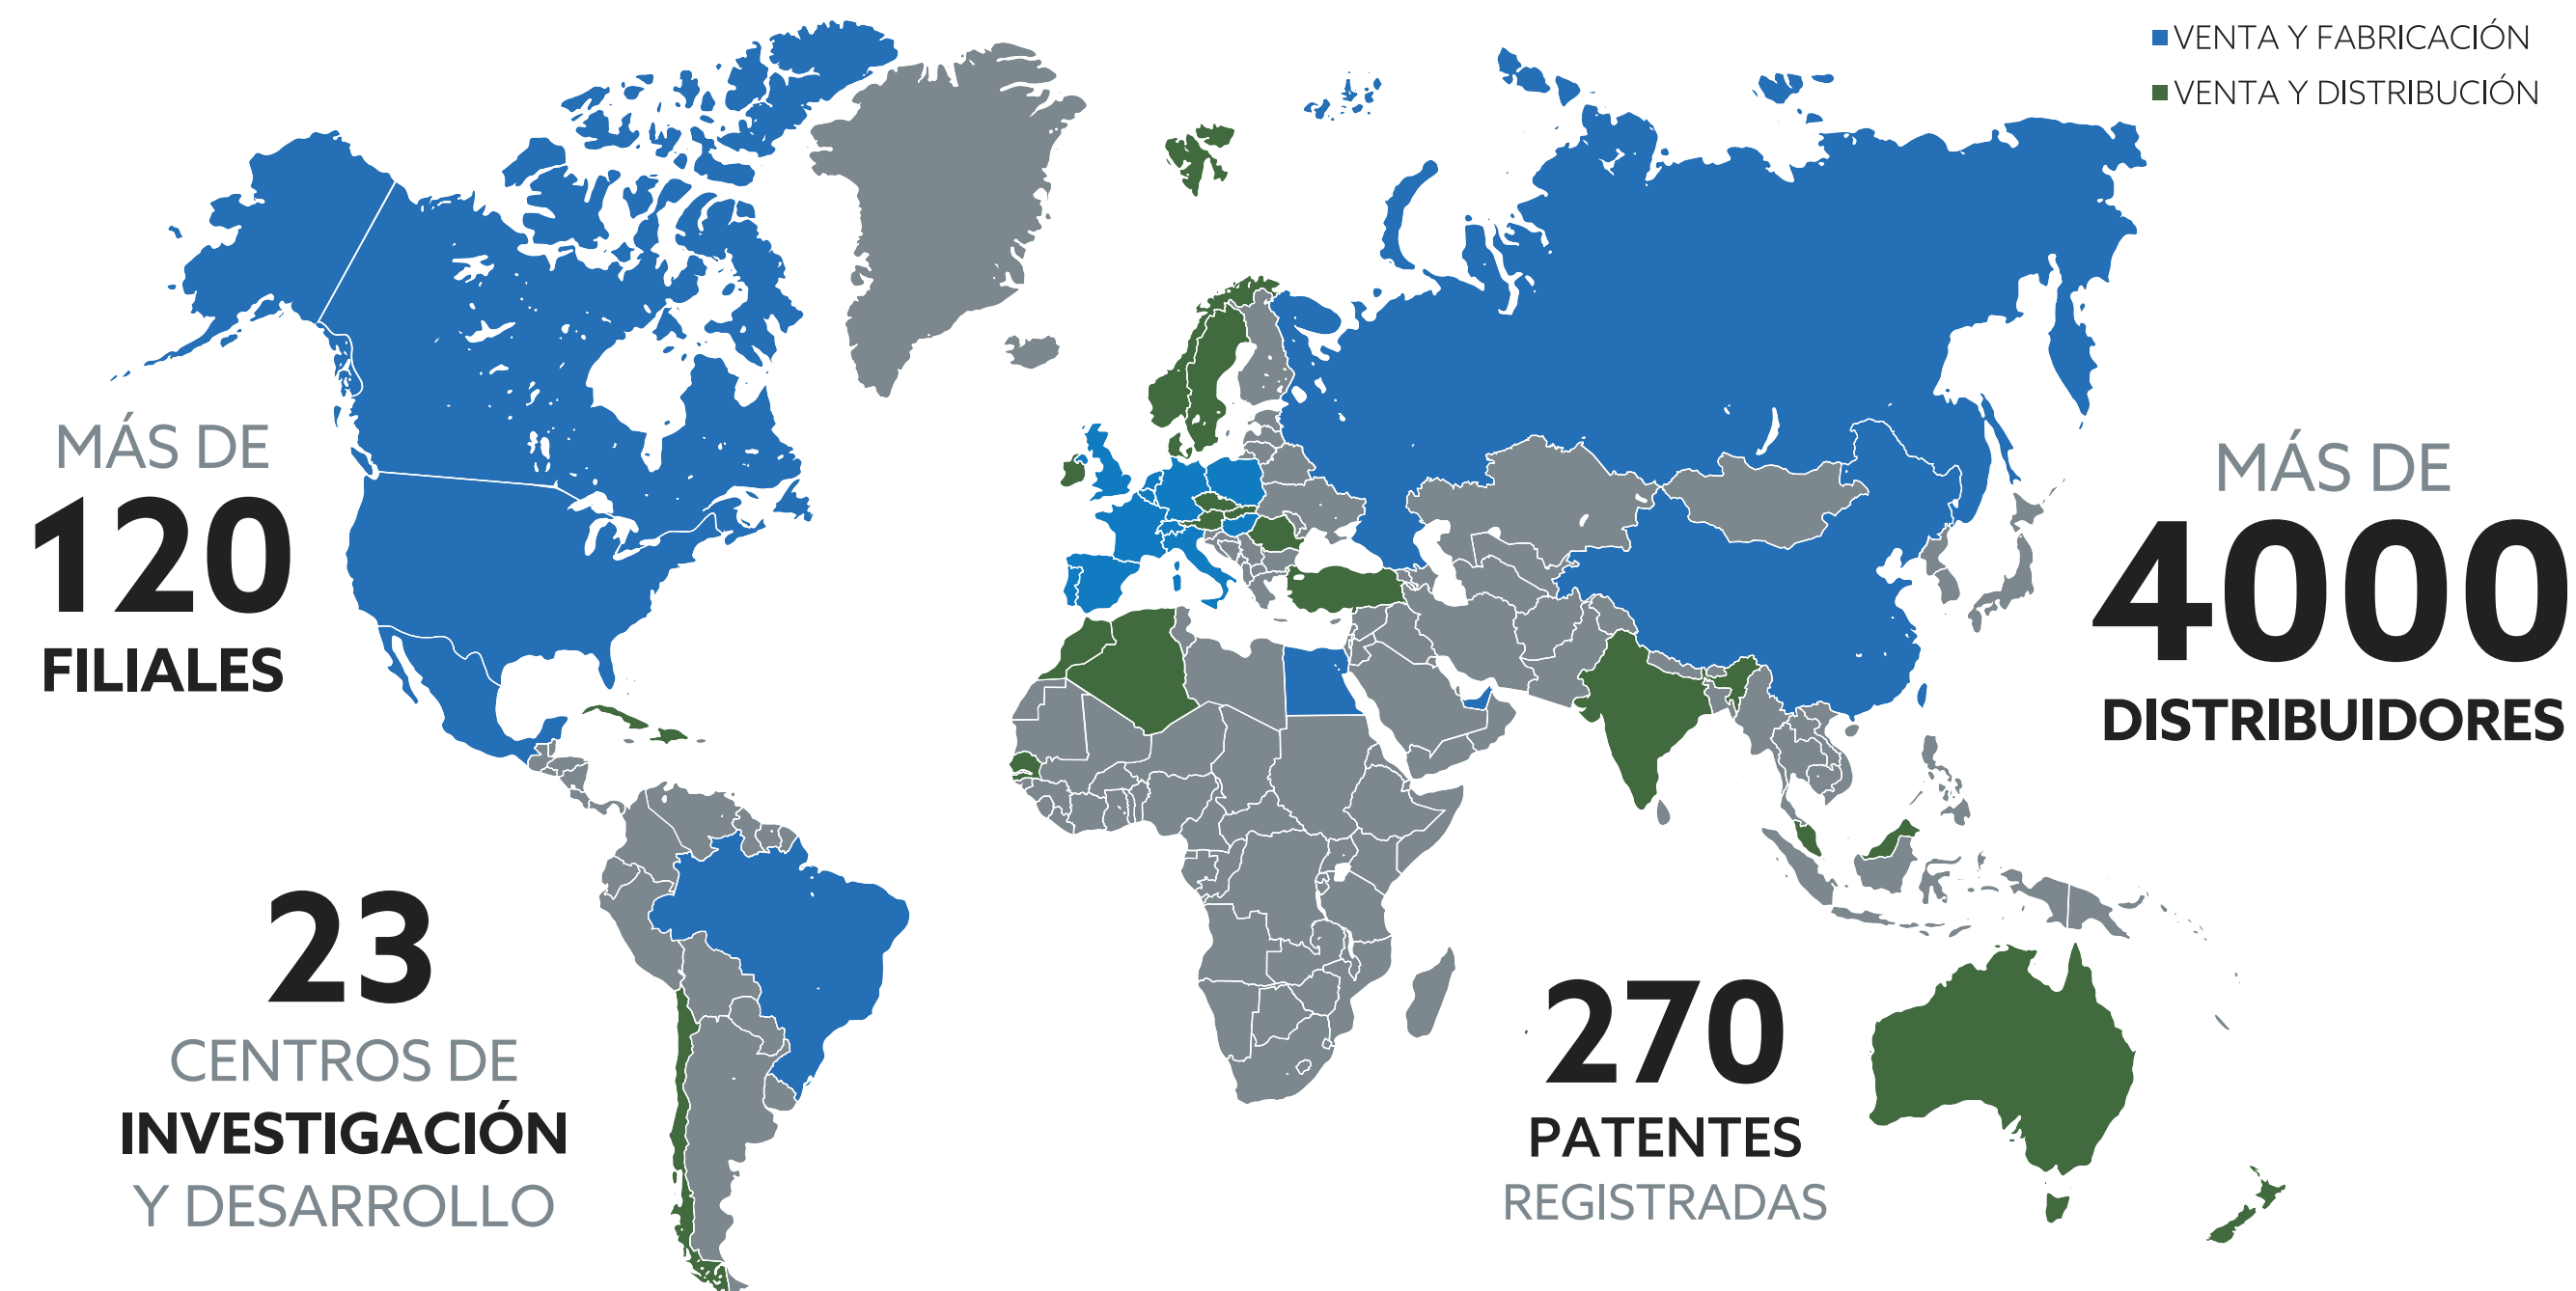 VENTA Y FABRICACIÓN
VENTA Y DISTRIBUCIÓN
MÁS DE
120
FILIALES
MÁS DE
4000
DISTRIBUIDORES
23
CENTROS DE
INVESTIGACIÓN
Y DESARROLLO
270
PATENTES
REGISTRADAS